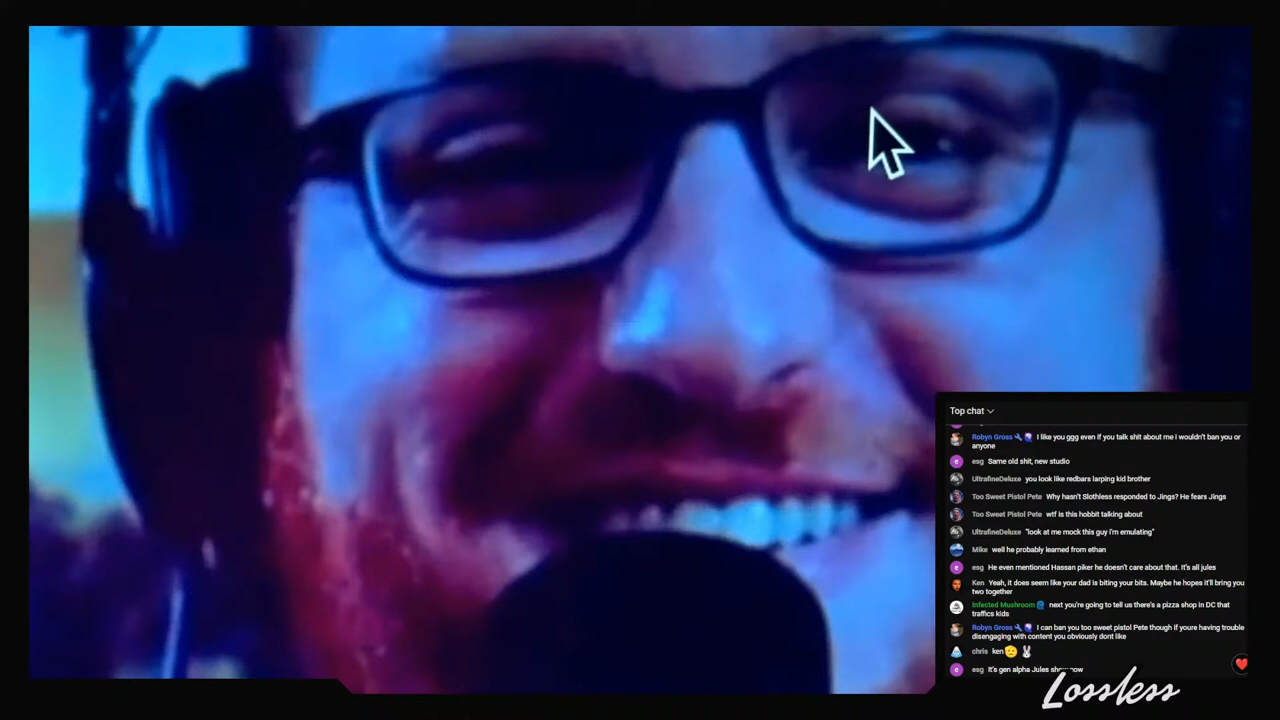 Top chat
Robyn Gross I like you ggg even If you talk shit about me i wouldn't ban you or
anyone
esg Same old shit, new studio
UltrafineDeluxe you look like redbars larping kid brother
Too Sweet Pistol Pete Why hasn't Slothless responded to Jings? He fears Jings
Too Sweet Pistol Pete wtf is this hobbit talking about
UltrafineDeluxe "look at me mock this guy i'm emulating"
Mike well he probably learned from ethan
esg He even mentioned Hassan piker he doesn't care about that. It's all jules
Ken Yeah, it does seem like your dad is biting your bits. Maybe he hopes it'll bring you
two together
Infected Mushroom next you're going to tell us there's a pizza shop in DC that
traffics kids
Robyn Gross I can ban you too sweet pistol Pete though if youre having trouble
disengaging with content you obviously dont like
chris ken
esg It's gen alpha Jules show now
Lossless